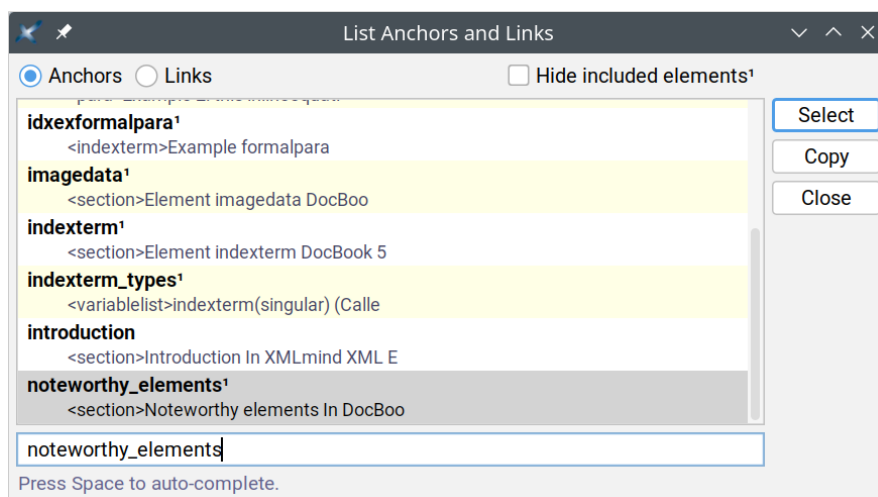 List Anchors and Links
Anchors Links Hide included elements¹
idxexformalpara¹
<indexterm>Example formalpara
imagedata¹
<section>Element imagedata DocBoo
indexterm¹
<section>Element indexterm DocBook 5
indexterm_types¹
<variablelist>indexterm(singular) (Calle
introduction
<section>Introduction In XMLmind XML E
noteworthy_elements¹
<section>Noteworthy elements In DocBoo
Select
Copy
Close
noteworthy_elements
Press Space to auto-complete.